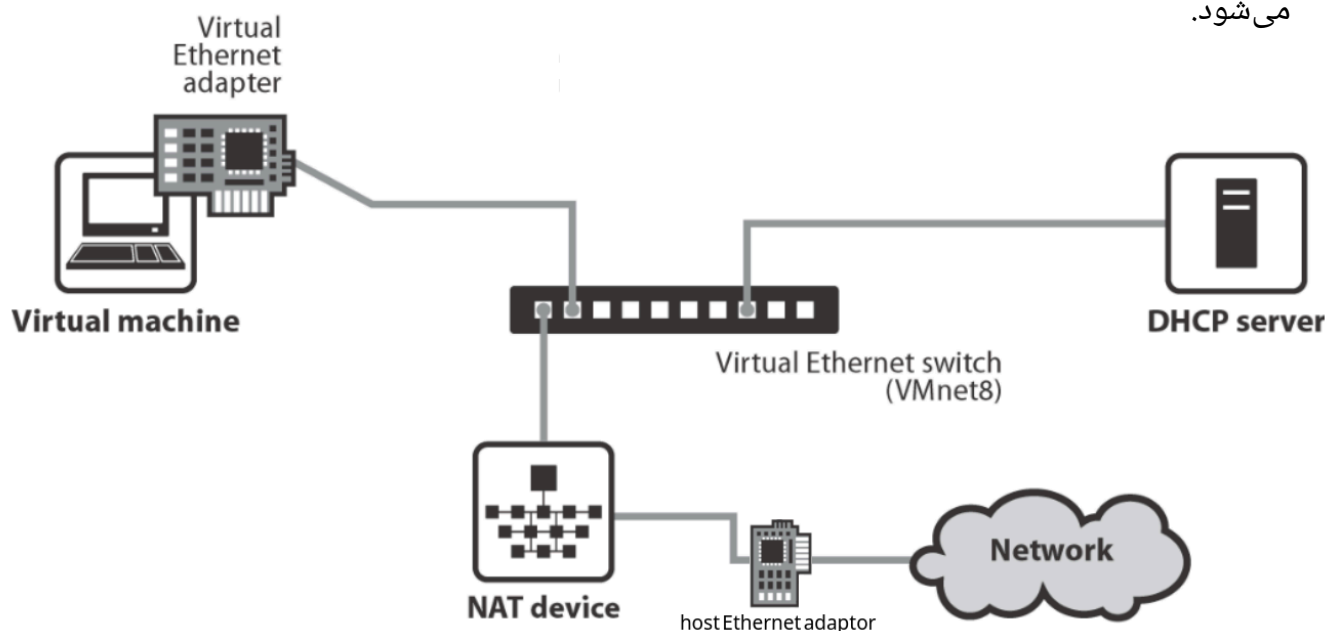 می‌شود.
Virtual
Ethernet
adapter
Virtual machine
DHCP server
Virtual Ethernet switch
(VMnet8)
Network
NAT device
host Ethernet adaptor